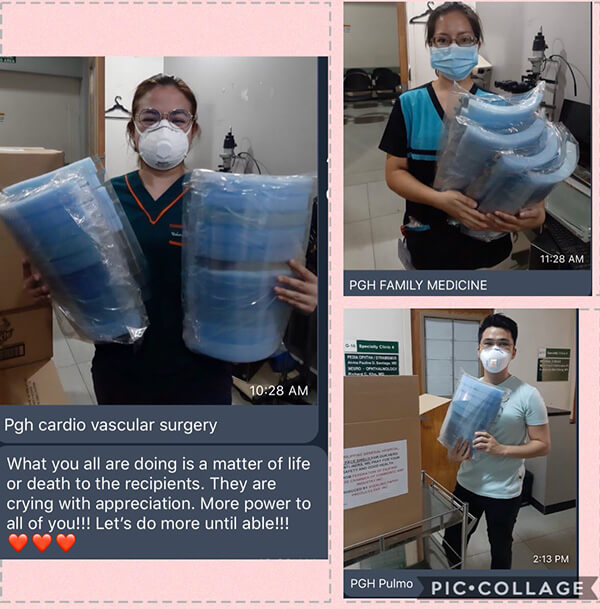 10:28 AM
Pgh cardio vascular surgery
What you all are doing is a matter of life
or death to the recipients. They are
crying with appreciation. More power to
all of you!!! Let's do more until able!!!
❤️❤️❤️
11:28 AM
PGH FAMILY MEDICINE
Specialty Clinic 4
2:13 PM
PGH Pulmo
PIC•COLLAGE